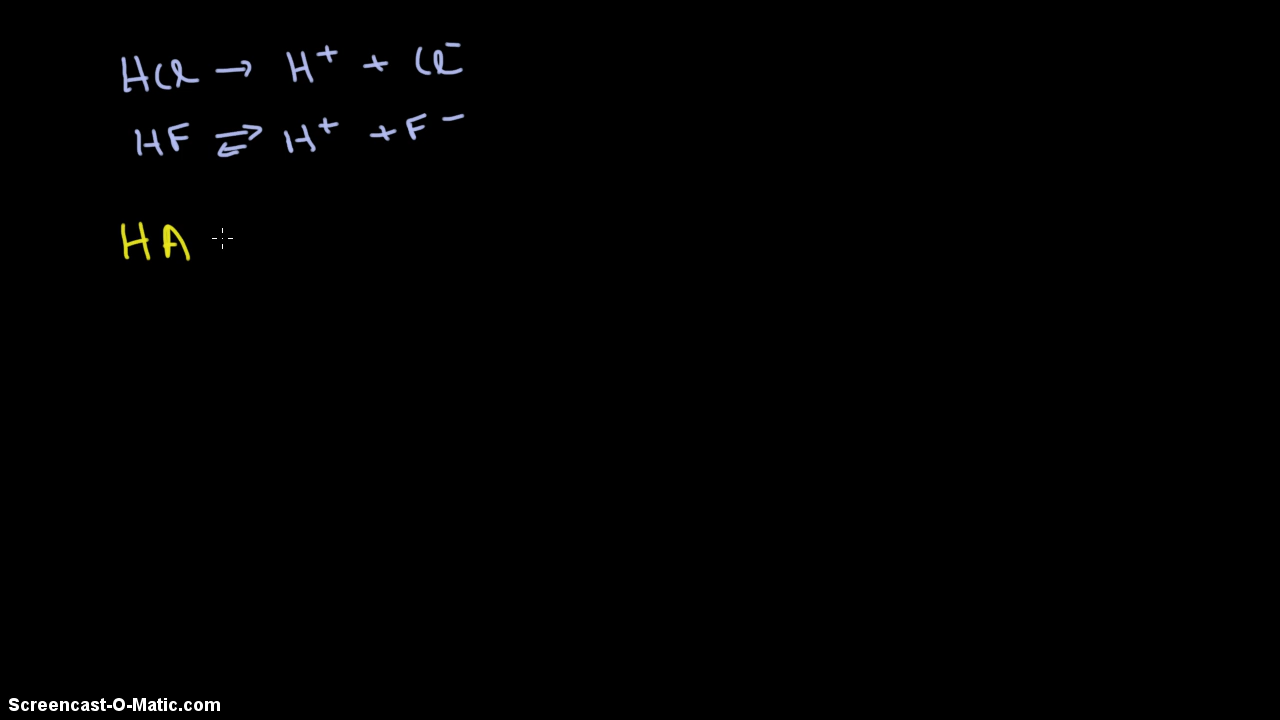 HCl → H⁺ + Cl⁻
HF ⇌ H⁺ + F⁻
HA
Screencast-O-Matic.com